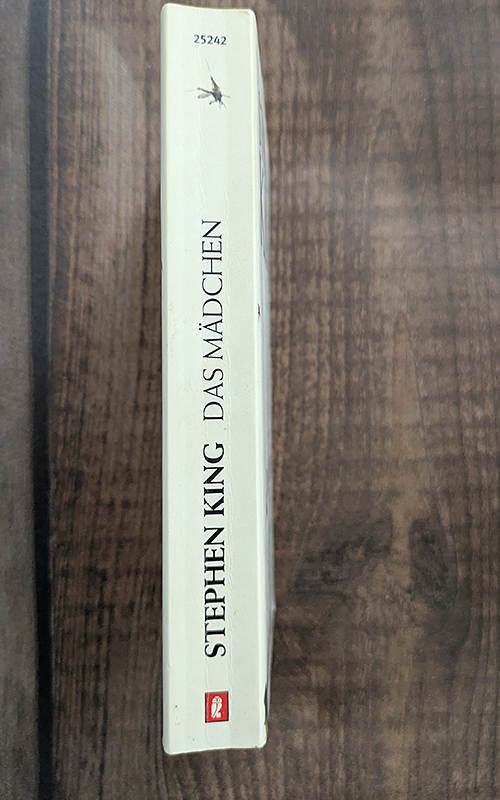 25242
STEPHEN KING DAS MÄDCHEN